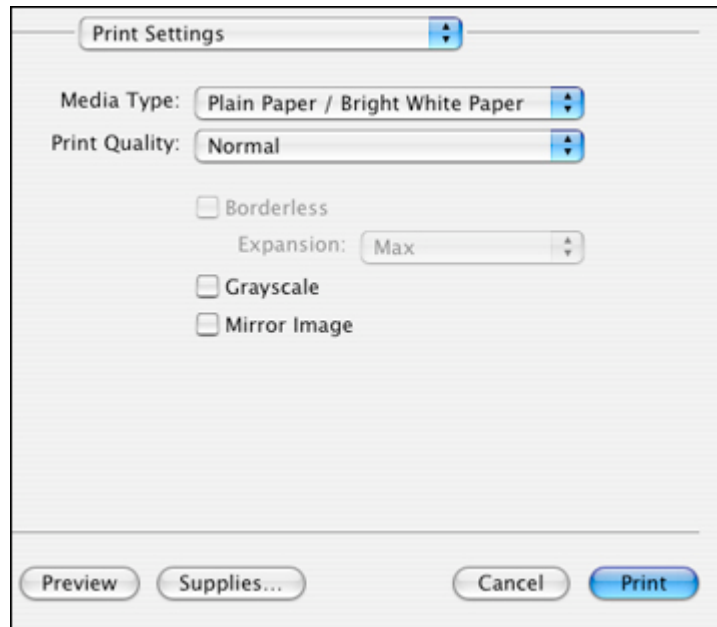 Print Settings
Media Type: Plain Paper / Bright White Paper
Print Quality: Normal
Borderless
Expansion: Max
Grayscale
Mirror Image
Preview Supplies... Cancel Print